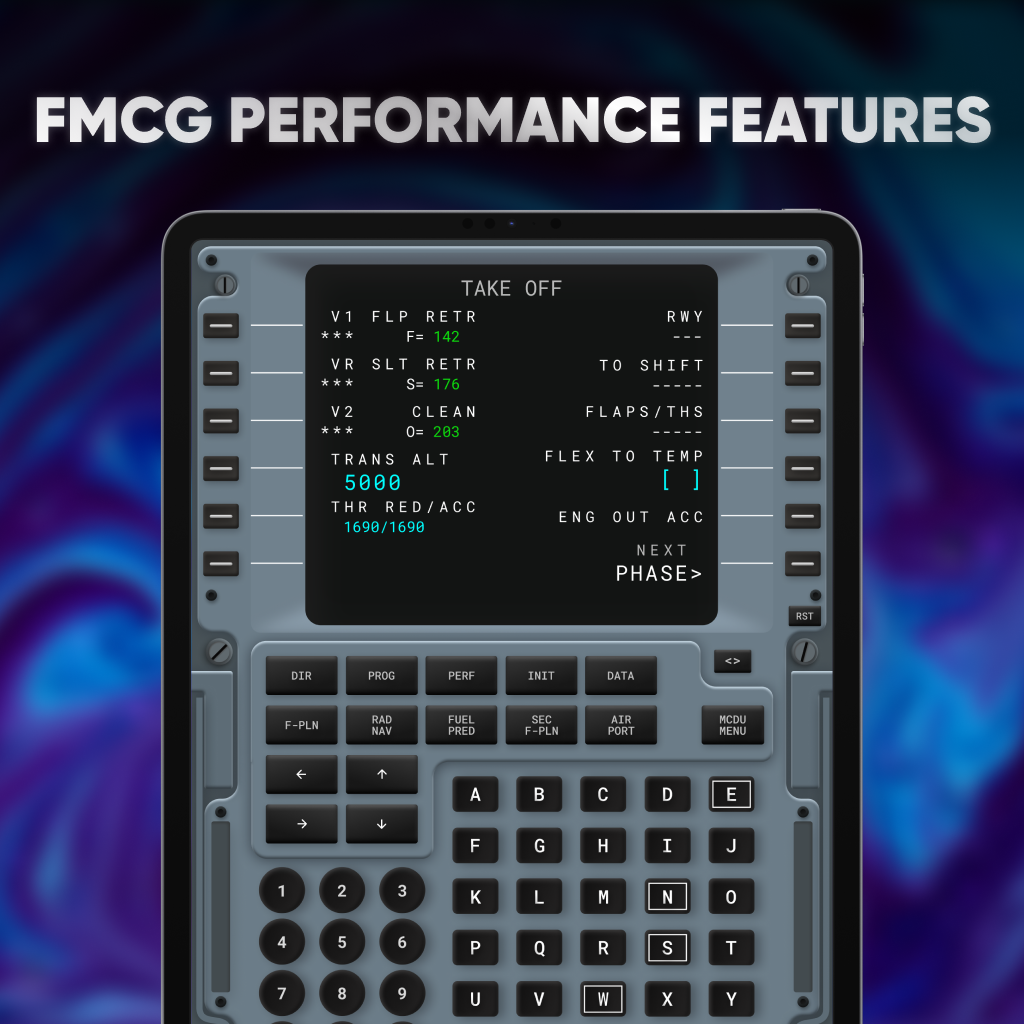 FMCG PERFORMANCE FEATURES
TAKE OFF
V1 FLP RETR RWY
*** F= 142 ---
VR SLT RETR TO SHIFT
*** S= 176 -----
V2 CLEAN FLAPS/THS
*** O= 203 -----
TRANS ALT FLEX TO TEMP
5000 [ ]
THR RED/ACC ENG OUT ACC
1690/1690
NEXT
PHASE>
RST
<>
DIR PROG PERF INIT DATA
F-PLN RAD NAV FUEL PRED SEC F-PLN AIR PORT MCDU MENU
← ↑
→ ↓
A B C D E
F G H I J
K L M N O
P Q R S T
U V W X Y
1 2 3
4 5 6
7 8 9